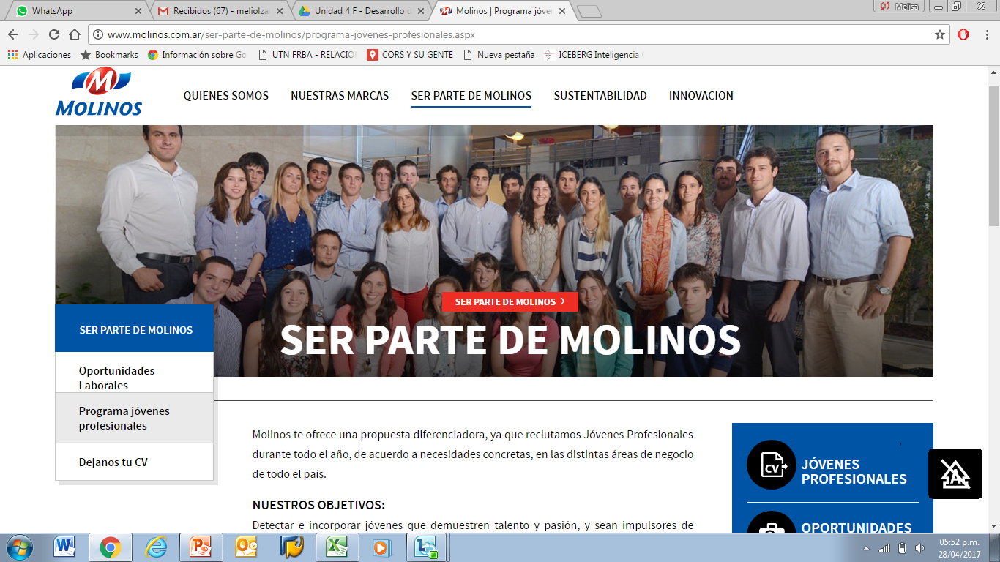 WhatsApp
Recibidos (67) - meliolza
Unidad 4 F - Desarrollo d
Molinos | Programa jóve
Melisa
www.molinos.com.ar/ser-parte-de-molinos/programa-jóvenes-profesionales.aspx
Aplicaciones
Bookmarks
Información sobre Go
UTN FRBA - RELACIO
CORS Y SU GENTE
Nueva pestaña
ICEBERG Inteligencia
MOLINOS
QUIENES SOMOS
NUESTRAS MARCAS
SER PARTE DE MOLINOS
SUSTENTABILIDAD
INNOVACION
SER PARTE DE MOLINOS
SER PARTE DE MOLINOS
SER PARTE DE MOLINOS
Oportunidades
Laborales
Programa jóvenes
profesionales
Dejanos tu CV
Molinos te ofrece una propuesta diferenciadora, ya que reclutamos Jóvenes Profesionales
durante todo el año, de acuerdo a necesidades concretas, en las distintas áreas de negocio
de todo el país.
NUESTROS OBJETIVOS:
Detectar e incorporar jóvenes que demuestren talento y pasión, y sean impulsores de
CV
JÓVENES
PROFESIONALES
OPORTUNIDADES
05:52 p.m.
28/04/2017